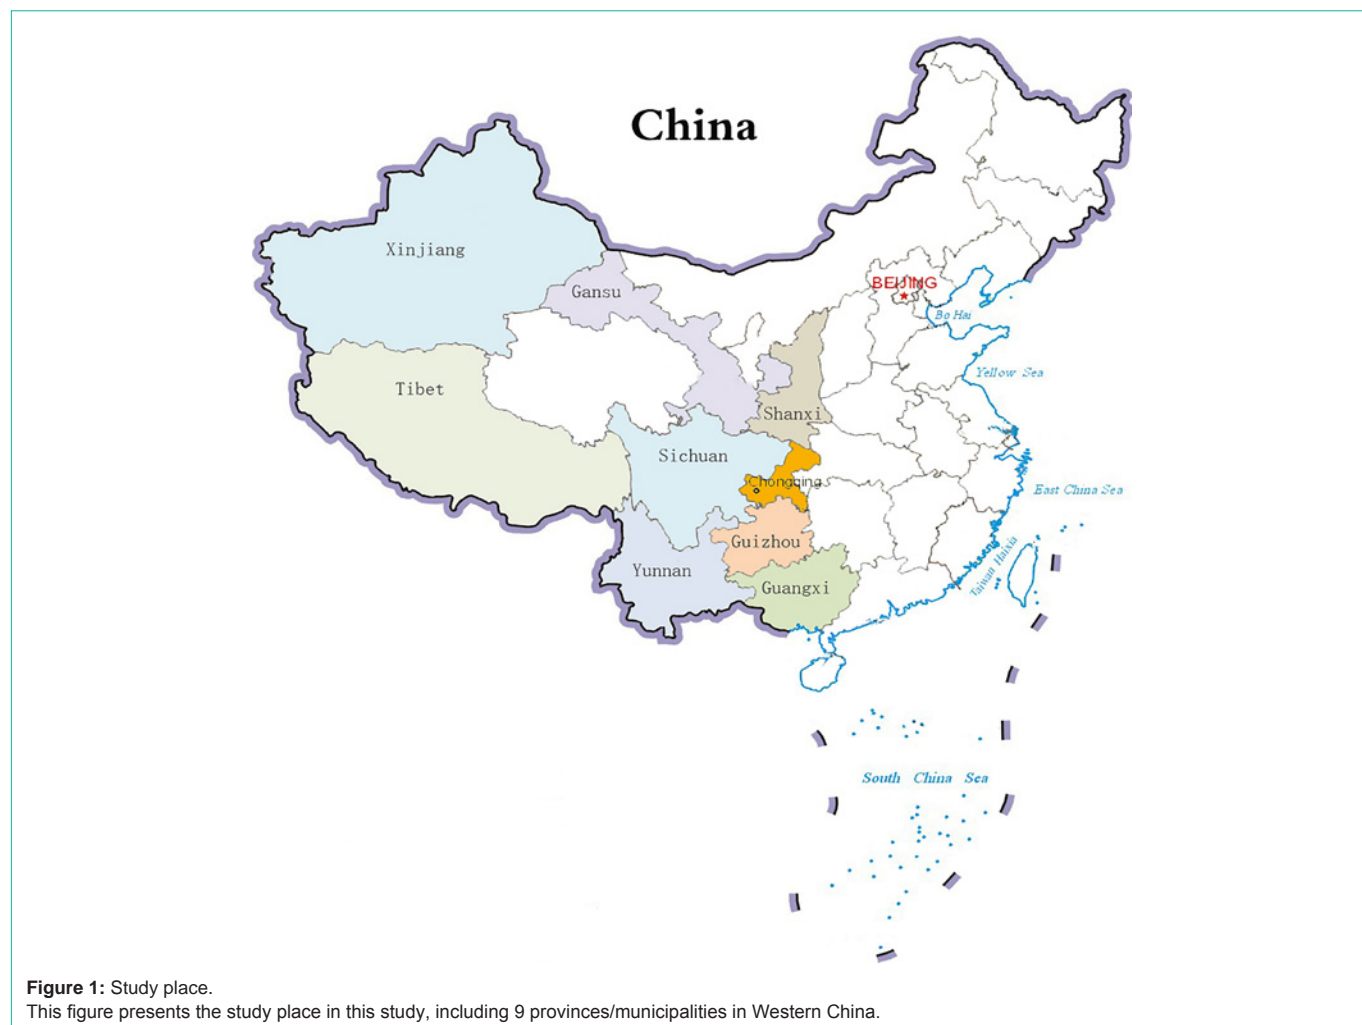 China
Xinjiang
Gansu
BEIJING
Bo Hai
Yellow Sea
Tibet
Shanxi
Sichuan
Chongqing
East China Sea
Guizhou
Yunnan
Guangxi
Taiwan Haixia
South China Sea
Figure 1: Study place.
This figure presents the study place in this study, including 9 provinces/municipalities in Western China.